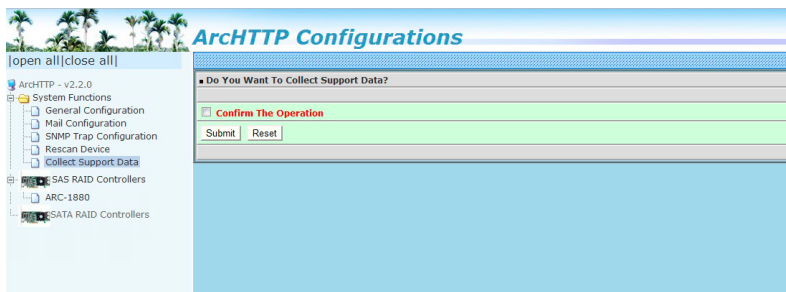 ArcHTTP Configurations
|open all|close all|
ArcHTTP - v2.2.0
System Functions
General Configuration
Mail Configuration
SNMP Trap Configuration
Rescan Device
Collect Support Data
SAS RAID Controllers
ARC-1880
SATA RAID Controllers
Do You Want To Collect Support Data?
Confirm The Operation
Submit Reset